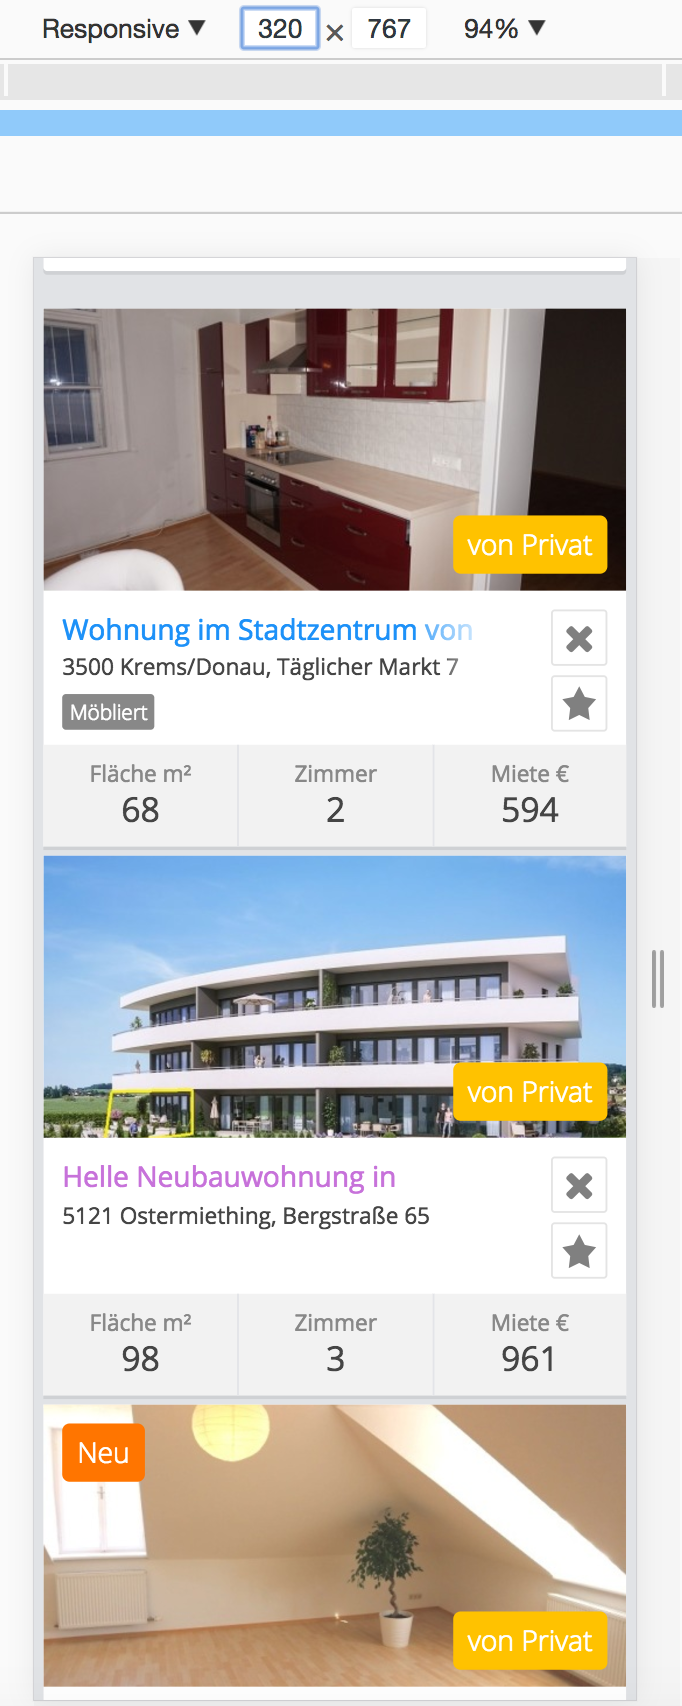 Responsive ▼ 320 × 767 94% ▼
von Privat
Wohnung im Stadtzentrum von
3500 Krems/Donau, Täglicher Markt 7
Möbliert
Fläche m² Zimmer Miete €
68 2 594
von Privat
Helle Neubauwohnung in
5121 Ostermiething, Bergstraße 65
Fläche m² Zimmer Miete €
98 3 961
Neu
von Privat